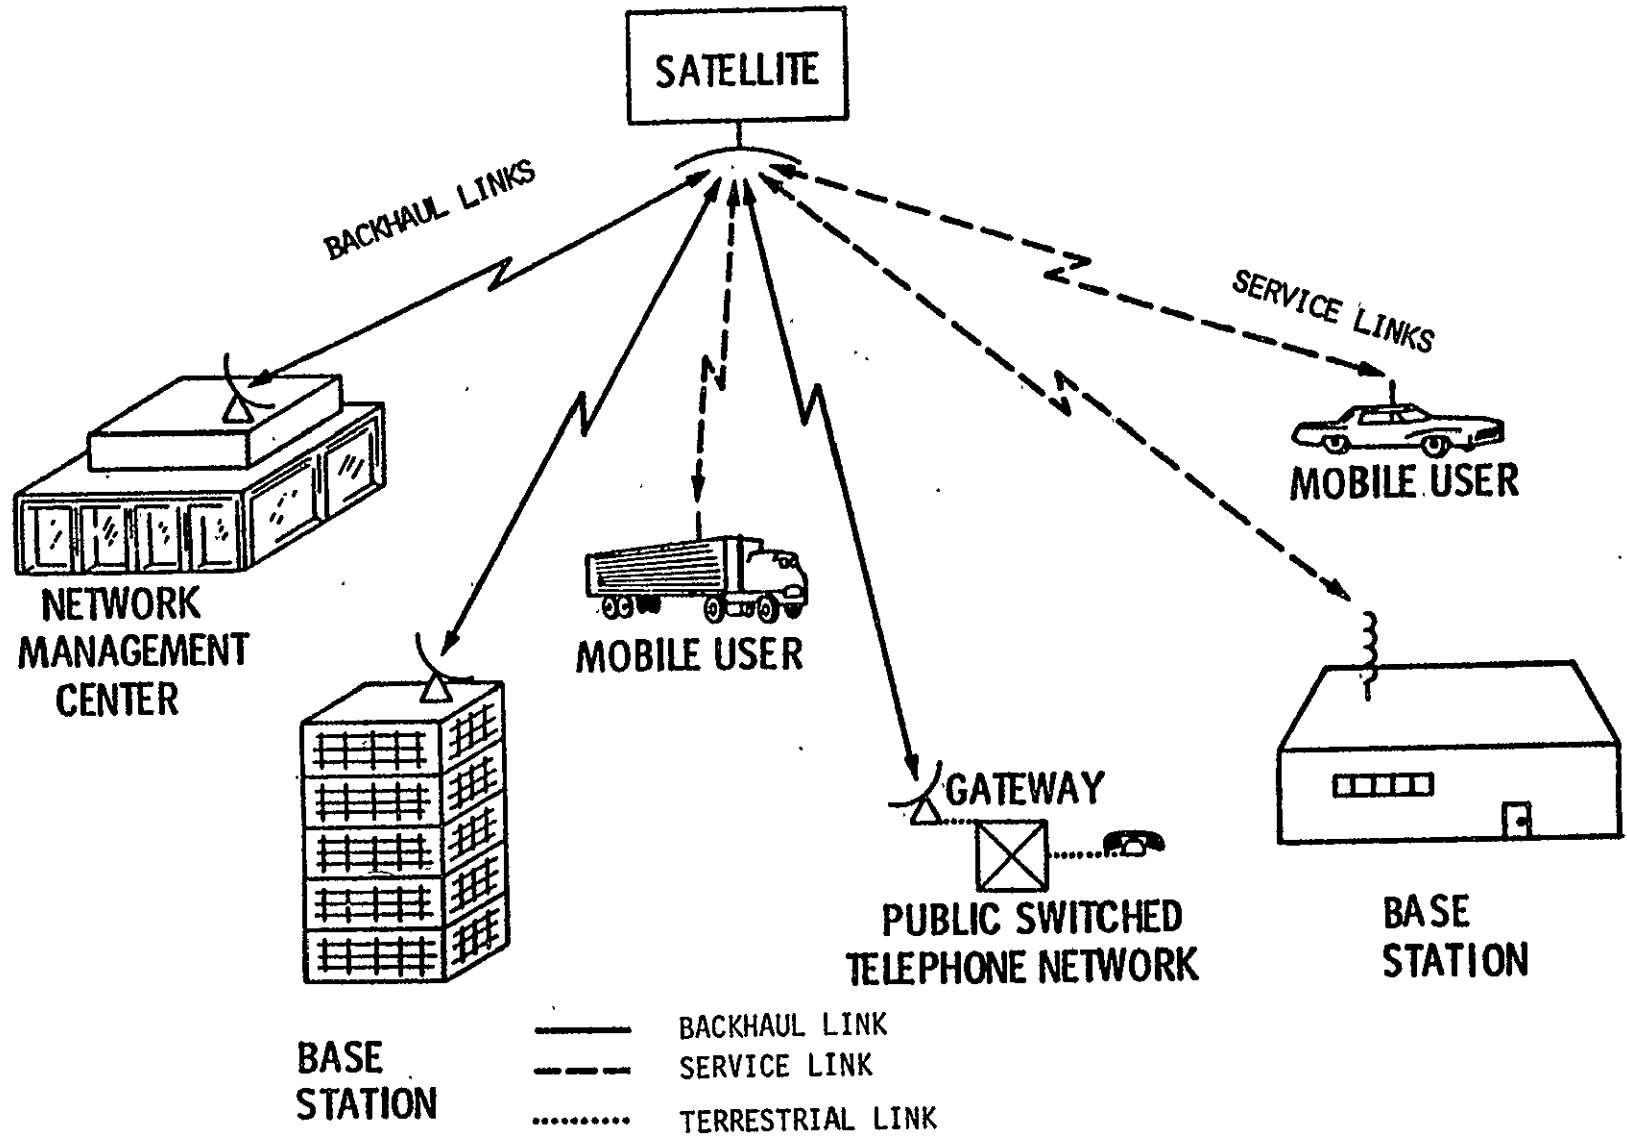 SATELLITE
BACKHAUL LINKS
SERVICE LINKS
MOBILE USER
NETWORK
MANAGEMENT
CENTER
MOBILE USER
GATEWAY
PUBLIC SWITCHED
TELEPHONE NETWORK
BASE
STATION
BASE
STATION
BACKHAUL LINK
SERVICE LINK
TERRESTRIAL LINK